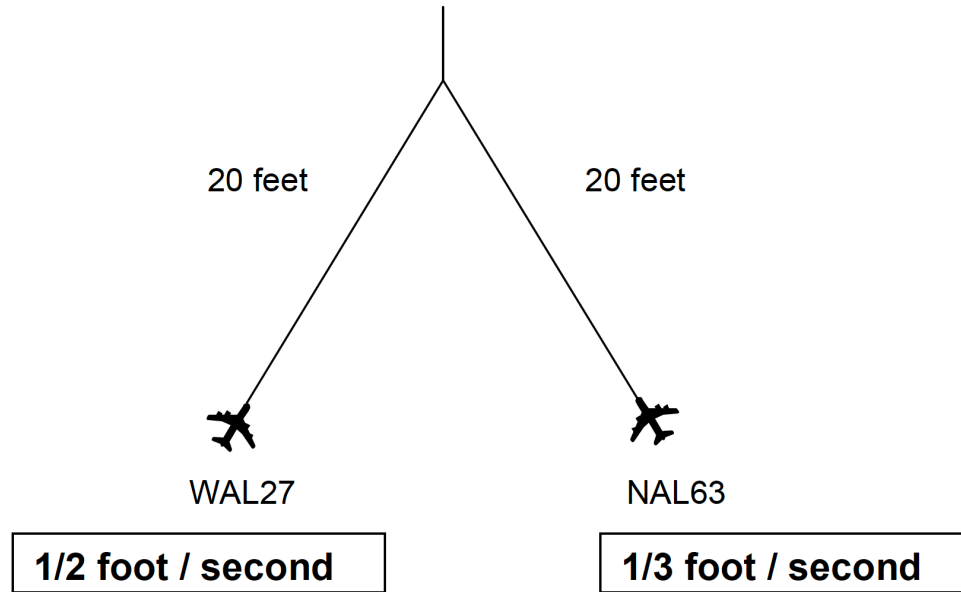 20 feet
20 feet
WAL27
NAL63
1/2 foot / second
1/3 foot / second